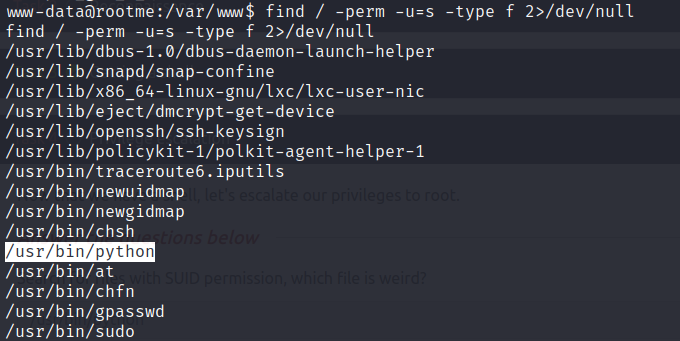 www-data@rootme:/var/www$ find / -perm -u=s -type f 2>/dev/null
find / -perm -u=s -type f 2>/dev/null
/usr/lib/dbus-1.0/dbus-daemon-launch-helper
/usr/lib/snapd/snap-confine
/usr/lib/x86_64-linux-gnu/lxc/lxc-user-nic
/usr/lib/eject/dmcrypt-get-device
/usr/lib/openssh/ssh-keysign
/usr/lib/policykit-1/polkit-agent-helper-1
/usr/bin/traceroute6.iputils
/usr/bin/newuidmap
let's escalate our privileges to root
/usr/bin/newgidmap
/usr/bin/chsh
questions below
/usr/bin/python
/usr/bin/at
with SUID permission, which file is weird?
/usr/bin/chfn
/usr/bin/gpasswd
/usr/bin/sudo